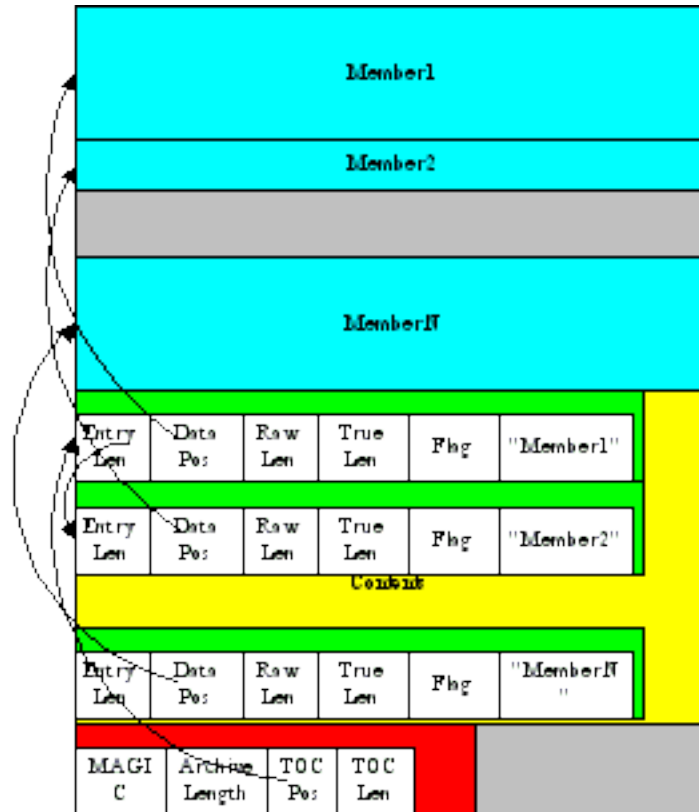 Member1
Member2
MemberN
Entry Data Raw True Flag "Member1"
Len Pos Len Len
Entry Data Raw True Flag "Member2"
Len Pos Len Len
Contents
Entry Data Raw True Flag "MemberN
Len Pos Len Len "
MAGI Archive TOC TOC
C Length Pos Len